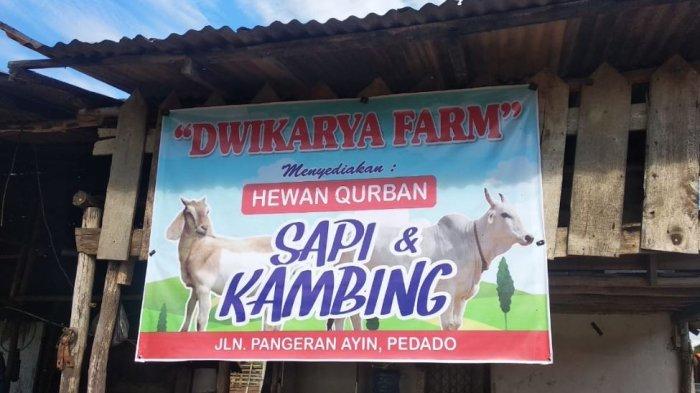 "DWIKARYA FARM"
Menyediakan :
HEWAN QURBAN
SAPI &
KAMBING
JLN. PANGERAN AYIN, PEDADO